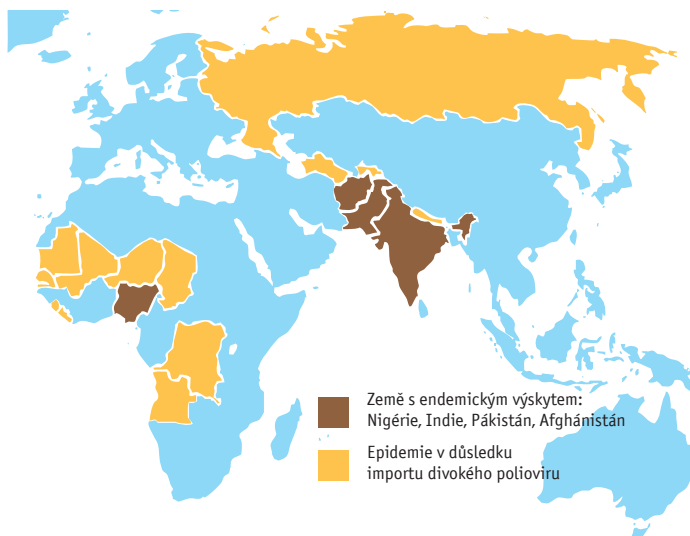 Země s endemickým výskytem:
Nigérie, Indie, Pákistán, Afghánistán
Epidemie v důsledku
importu divokého polioviru